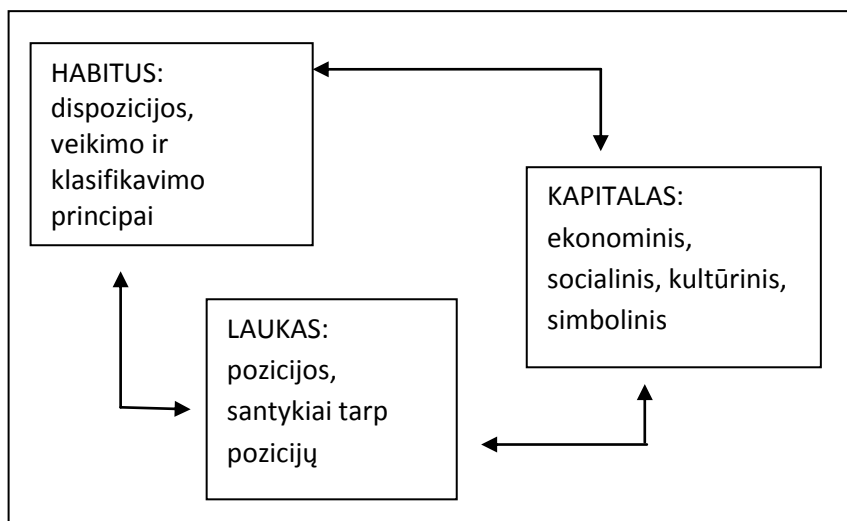 HABITUS:
dispozicijos,
veikimo ir
klasifikavimo
principai
KAPITALAS:
ekonominis,
socialinis, kultūrinis,
simbolinis
LAUKAS:
pozicijos,
santykiai tarp
pozicijų